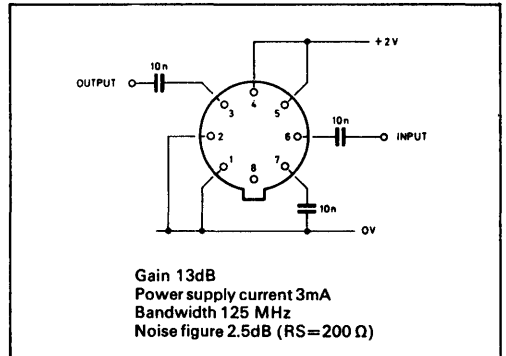 +2V
10n
OUTPUT
4
3
5
10n
2
6
INPUT
1
7
8
10n
0V
Gain 13dB
Power supply current 3mA
Bandwidth 125 MHz
Noise figure 2.5dB (RS=200 Ω)